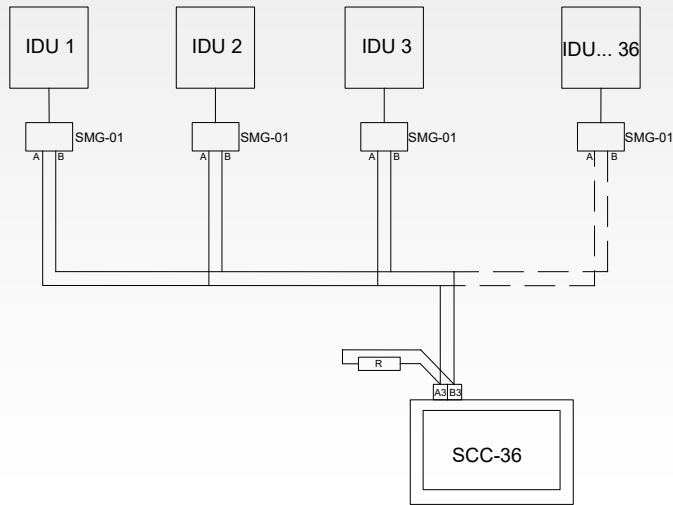 IDU 1
IDU 2
IDU 3
IDU... 36
SMG-01
SMG-01
SMG-01
SMG-01
A B
A B
A B
A B
R
A3 B3
SCC-36